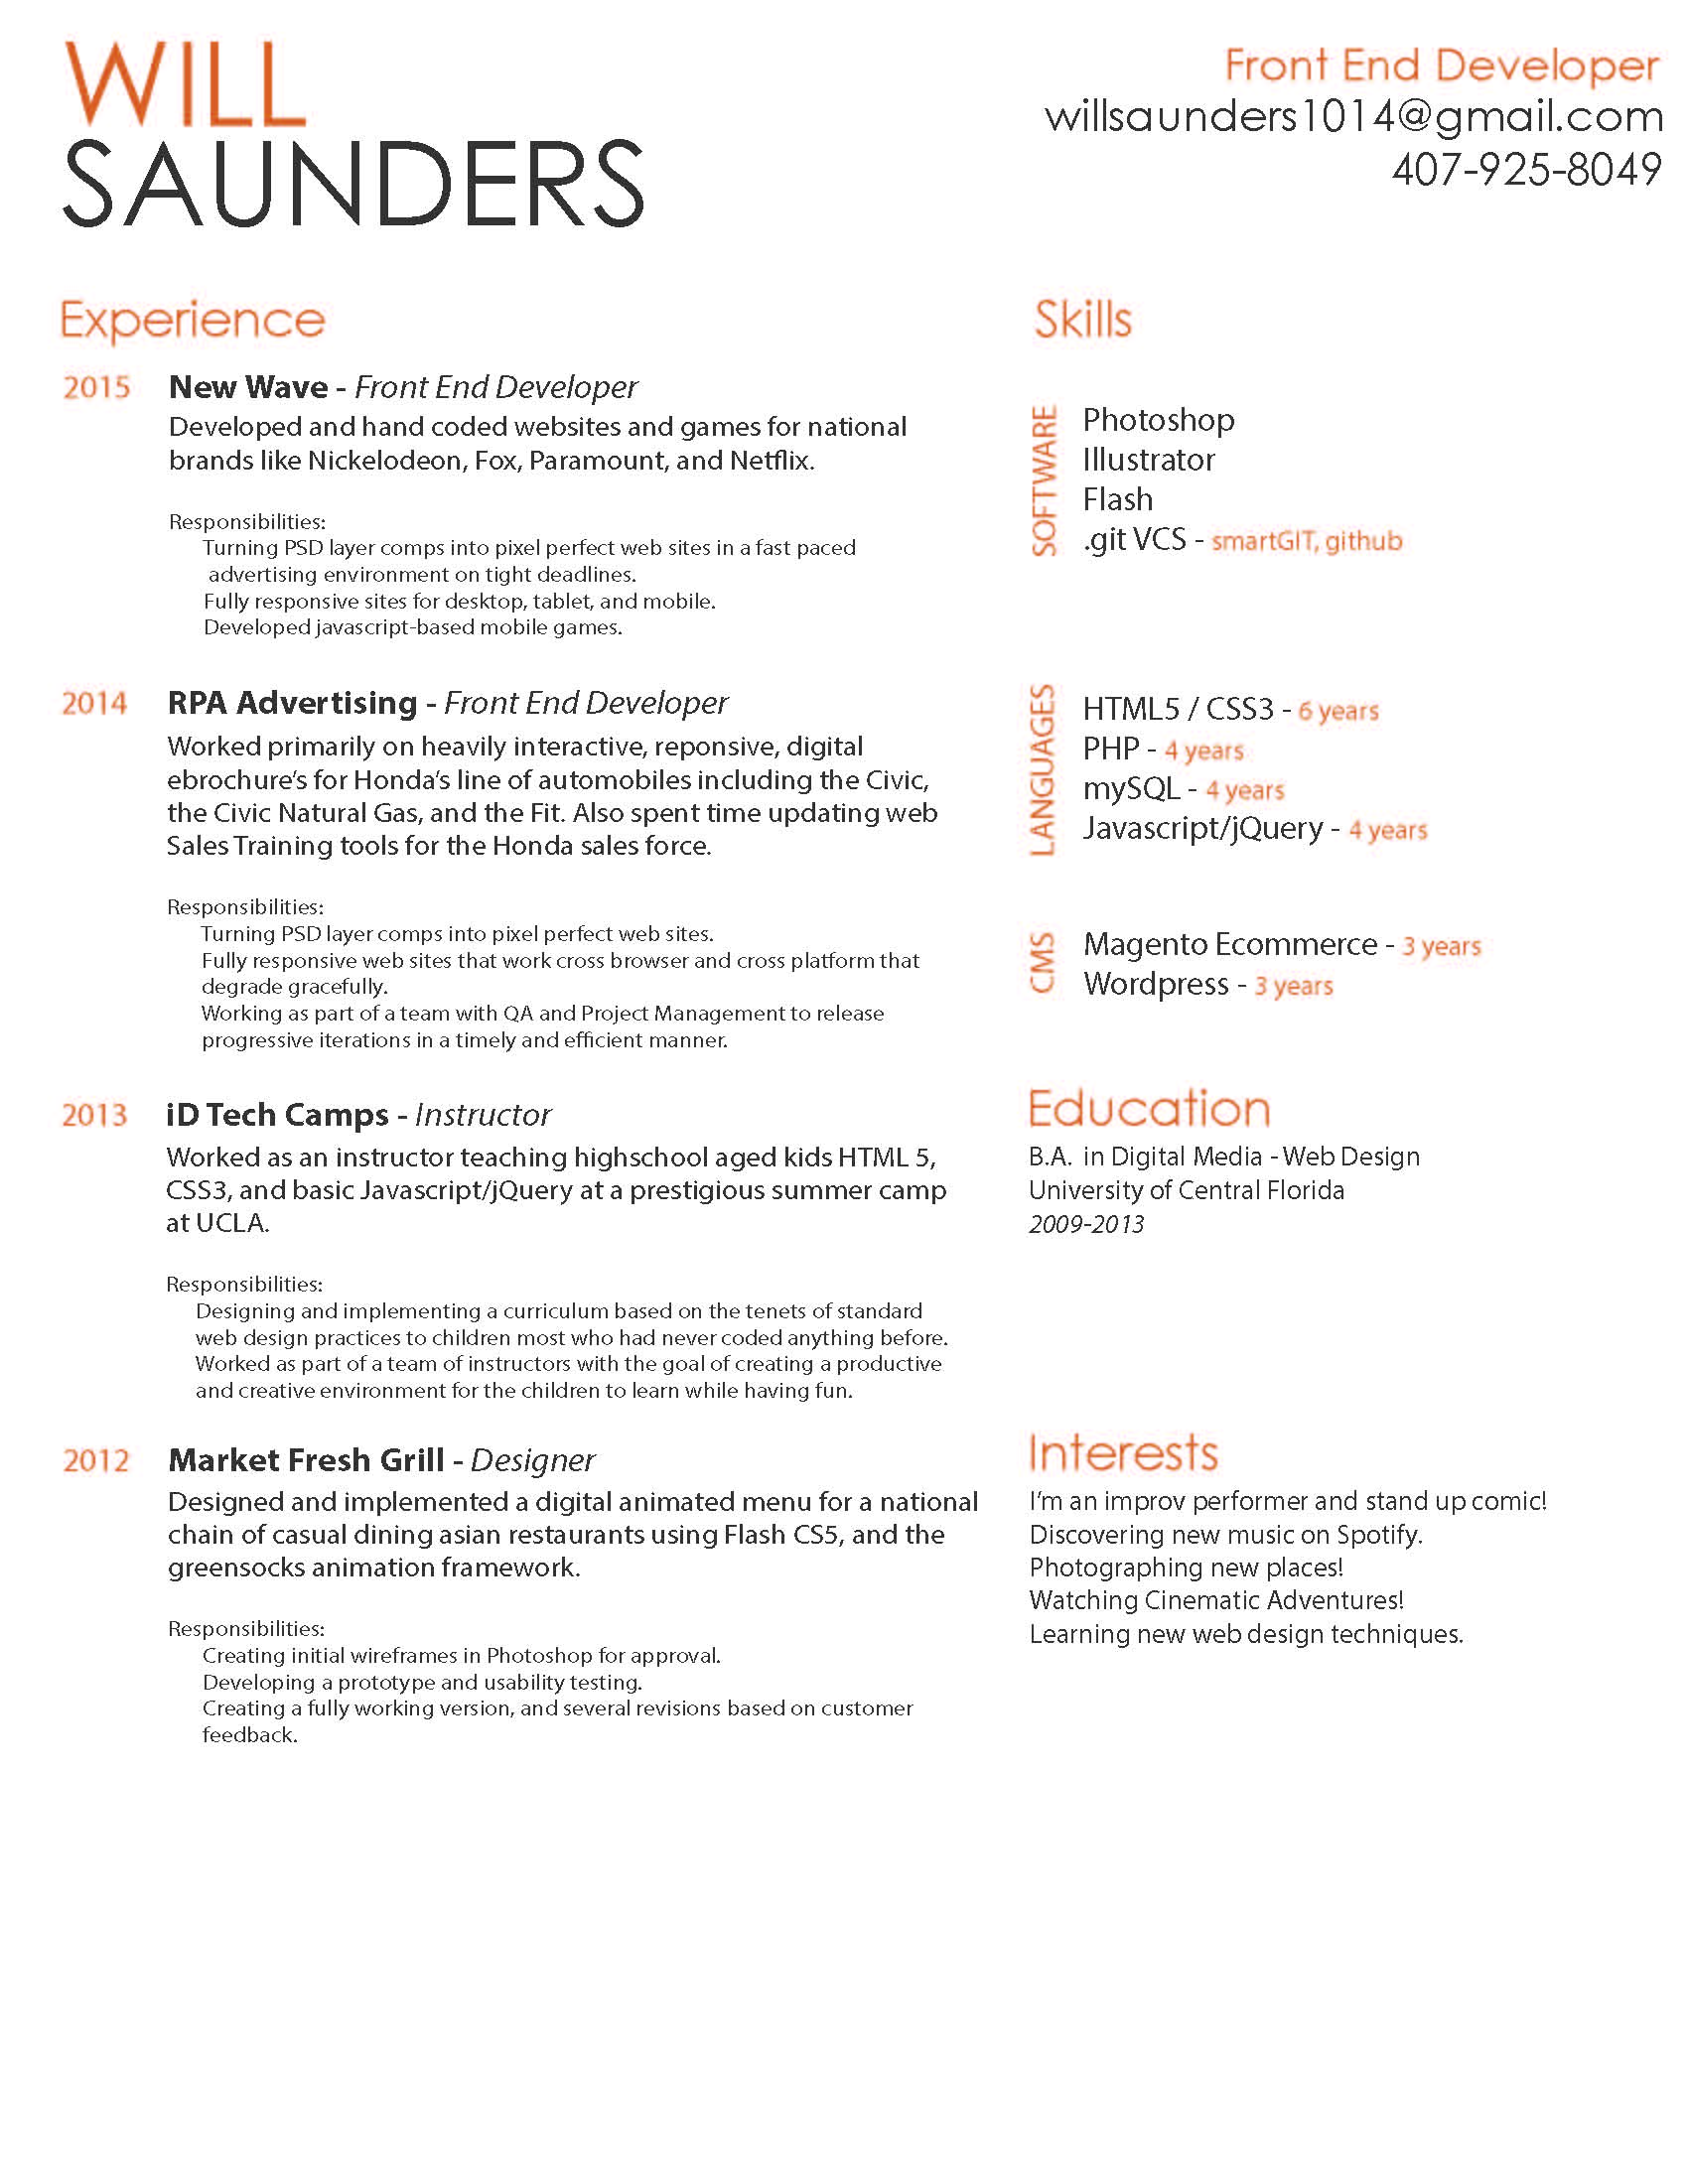 WILL
SAUNDERS
Front End Developer
willsaunders1014@gmail.com
407-925-8049
Experience
2015 New Wave - Front End Developer
Developed and hand coded websites and games for national
brands like Nickelodeon, Fox, Paramount, and Netflix.
Responsibilities:
Turning PSD layer comps into pixel perfect web sites in a fast paced
advertising environment on tight deadlines.
Fully responsive sites for desktop, tablet, and mobile.
Developed javascript-based mobile games.
2014 RPA Advertising - Front End Developer
Worked primarily on heavily interactive, reponsive, digital
ebrochure's for Honda's line of automobiles including the Civic,
the Civic Natural Gas, and the Fit. Also spent time updating web
Sales Training tools for the Honda sales force.
Responsibilities:
Turning PSD layer comps into pixel perfect web sites.
Fully responsive web sites that work cross browser and cross platform that
degrade gracefully.
Working as part of a team with QA and Project Management to release
progressive iterations in a timely and efficient manner.
2013 iD Tech Camps - Instructor
Worked as an instructor teaching highschool aged kids HTML 5,
CSS3, and basic Javascript/jQuery at a prestigious summer camp
at UCLA.
Responsibilities:
Designing and implementing a curriculum based on the tenets of standard
web design practices to children most who had never coded anything before.
Worked as part of a team of instructors with the goal of creating a productive
and creative environment for the children to learn while having fun.
2012 Market Fresh Grill - Designer
Designed and implemented a digital animated menu for a national
chain of casual dining asian restaurants using Flash CS5, and the
greensocks animation framework.
Responsibilities:
Creating initial wireframes in Photoshop for approval.
Developing a prototype and usability testing.
Creating a fully working version, and several revisions based on customer
feedback.
Skills
SOFTWARE
Photoshop
Illustrator
Flash
.git VCS - smartGIT, github
LANGUAGES
HTML5 / CSS3 - 6 years
PHP - 4 years
mySQL - 4 years
Javascript/jQuery - 4 years
CMS
Magento Ecommerce - 3 years
Wordpress - 3 years
Education
B.A. in Digital Media - Web Design
University of Central Florida
2009-2013
Interests
I'm an improv performer and stand up comic!
Discovering new music on Spotify.
Photographing new places!
Watching Cinematic Adventures!
Learning new web design techniques.